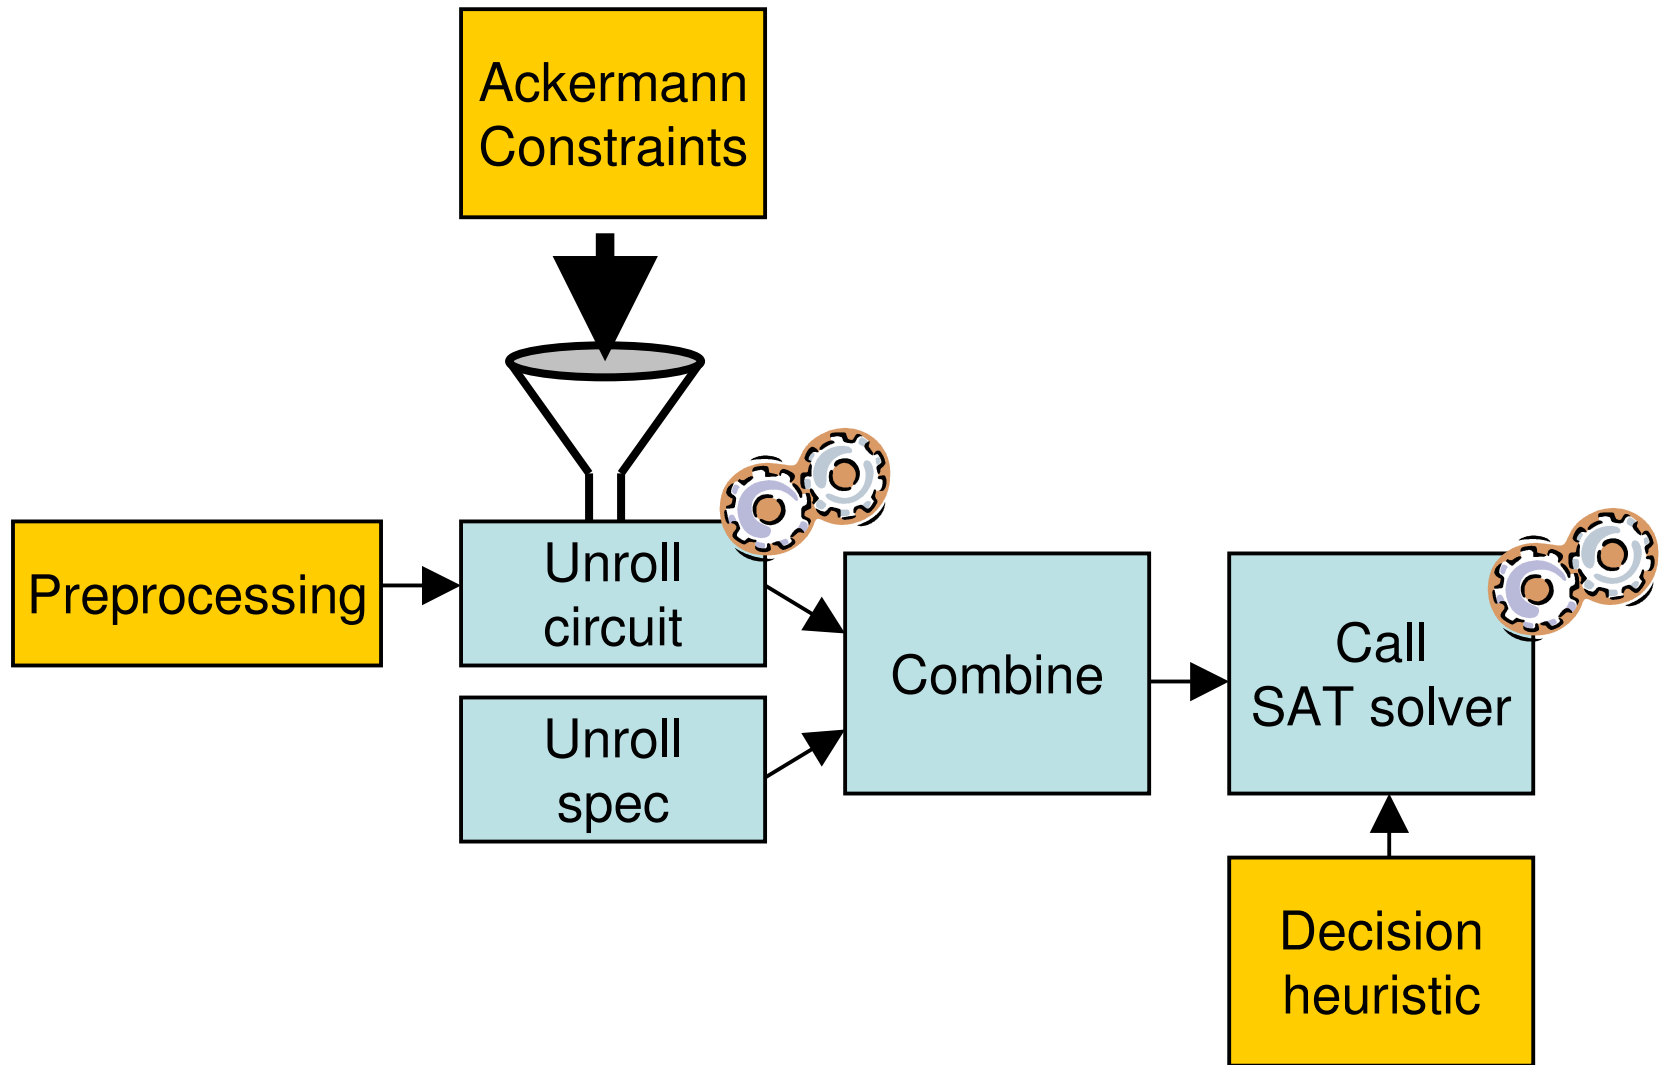 Ackermann
Constraints
Preprocessing
Unroll
circuit
Unroll
spec
Combine
Call
SAT solver
Decision
heuristic